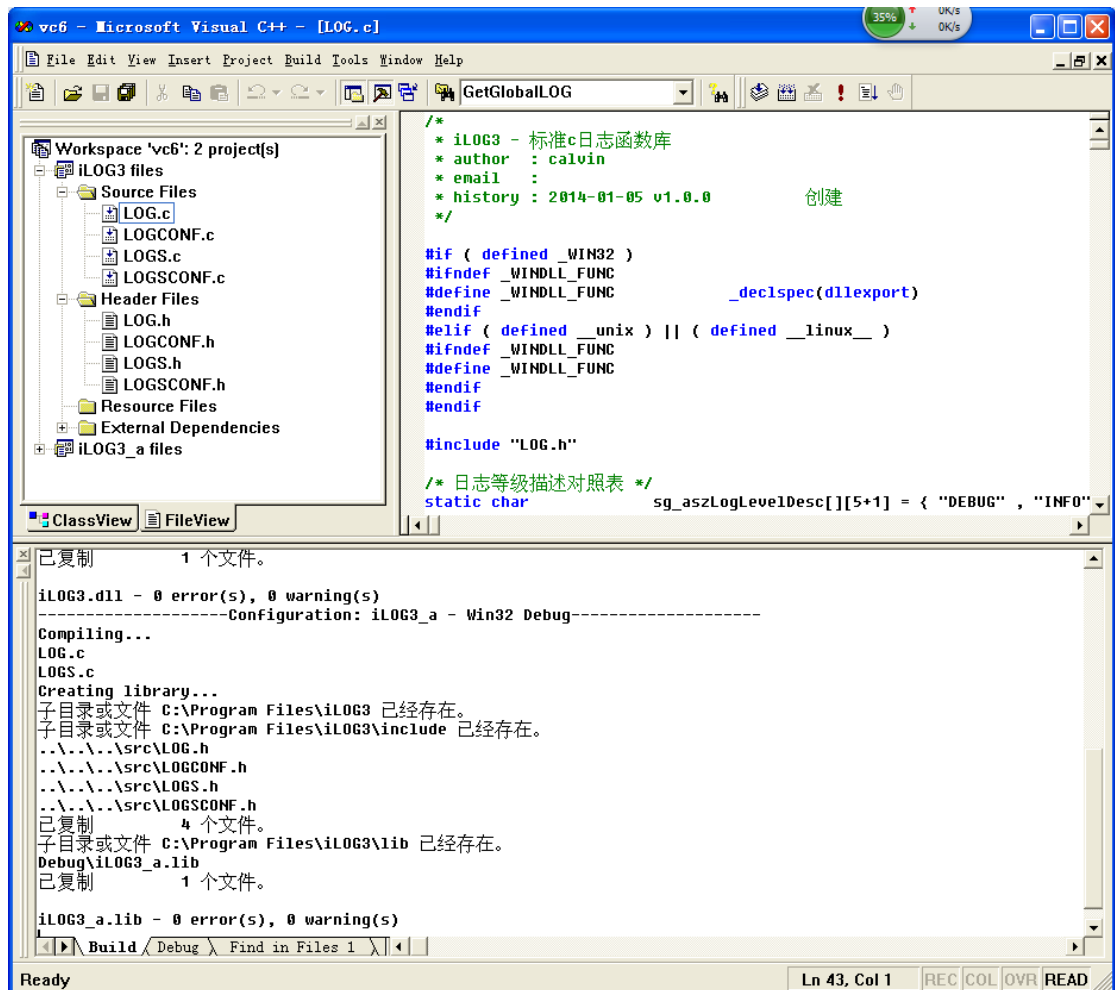 vc6 - Microsoft Visual C++ - [LOG.c]
35%
0K/s
0K/s
File Edit View Insert Project Build Tools Window Help
GetGlobalLOG
Workspace 'vc6': 2 project(s)
iLOG3 files
Source Files
LOG.c
LOGCONF.c
LOGS.c
LOGSCONF.c
Header Files
LOG.h
LOGCONF.h
LOGS.h
LOGSCONF.h
Resource Files
External Dependencies
iLOG3_a files
ClassView FileView
/*
* iLOG3 - 标准c日志函数库
* author : calvin
* email :
* history : 2014-01-05 v1.0.0 创建
*/
#if ( defined _WIN32 )
#ifndef _WINDLL_FUNC
#define _WINDLL_FUNC _declspec(dllexport)
#endif
#elif ( defined __unix ) || ( defined __linux__ )
#ifndef _WINDLL_FUNC
#define _WINDLL_FUNC
#endif
#endif
#include "LOG.h"
/* 日志等级描述对照表 */
static char sg_aszLogLevelDesc[][5+1] = { "DEBUG" , "INFO"
已复制 1 个文件。
iLOG3.dll - 0 error(s), 0 warning(s)
--------------------Configuration: iLOG3_a - Win32 Debug--------------------
Compiling...
LOG.c
LOGS.c
Creating library...
子目录或文件 C:\Program Files\iLOG3 已经存在。
子目录或文件 C:\Program Files\iLOG3\include 已经存在。
..\..\..\src\LOG.h
..\..\..\src\LOGCONF.h
..\..\..\src\LOGS.h
..\..\..\src\LOGSCONF.h
已复制 4 个文件。
子目录或文件 C:\Program Files\iLOG3\lib 已经存在。
Debug\iLOG3_a.lib
已复制 1 个文件。
iLOG3_a.lib - 0 error(s), 0 warning(s)
Build Debug Find in Files 1
Ready Ln 43, Col 1 REC COL OVR READ